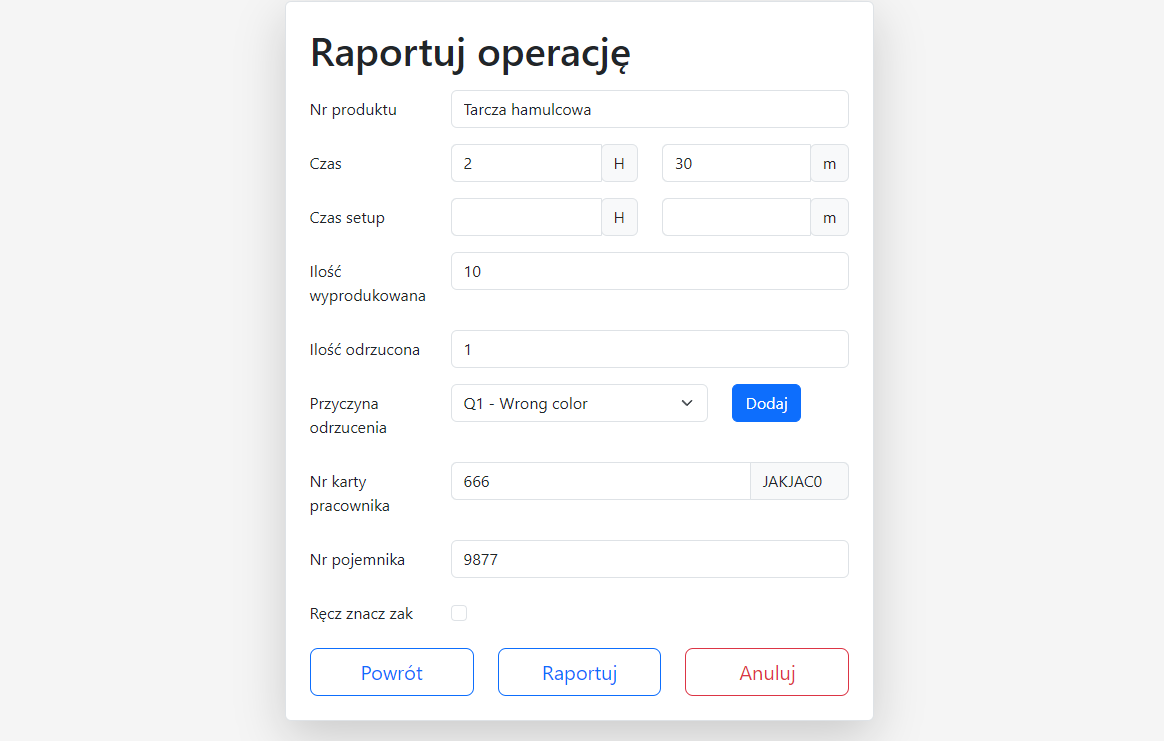 Raportuj operację
Nr produktu Tarcza hamulcowa
Czas 2 H 30 m
Czas setup H m
Ilość 10
wyprodukowana
Ilość odrzucona 1
Przyczyna Q1 - Wrong color Dodaj
odrzucenia
Nr karty 666 JAKJAC0
pracownika
Nr pojemnika 9877
Ręcz znacz zak
Powrót Raportuj Anuluj